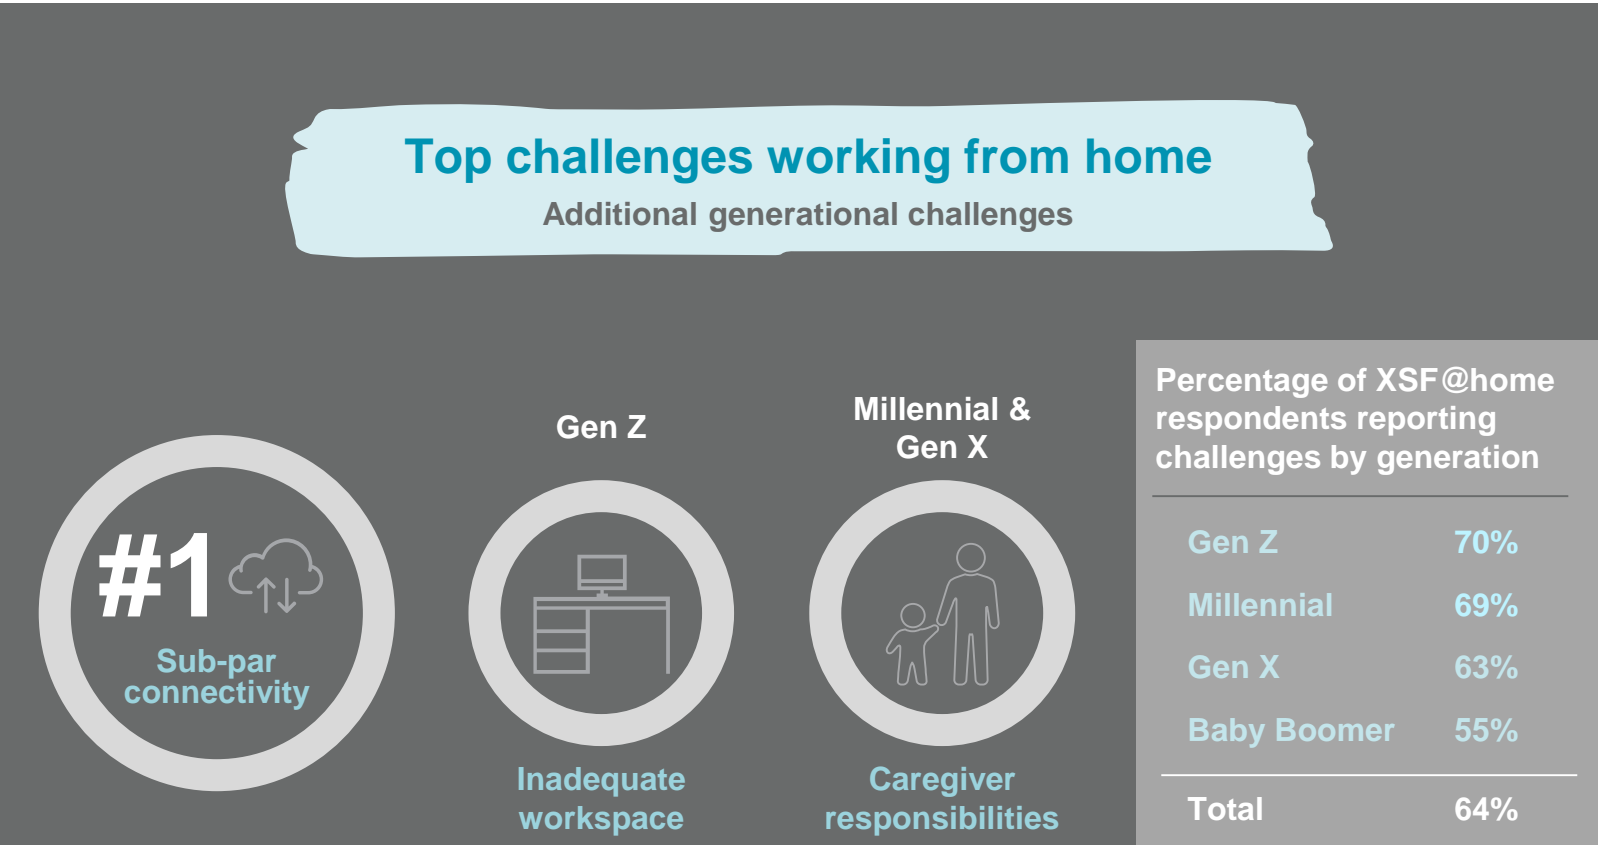 Top challenges working from home
Additional generational challenges
#1
Sub-par
connectivity
Gen Z
Inadequate
workspace
Millennial &
Gen X
Caregiver
responsibilities
Percentage of XSF@home
respondents reporting
challenges by generation
Gen Z 70%
Millennial 69%
Gen X 63%
Baby Boomer 55%
Total 64%